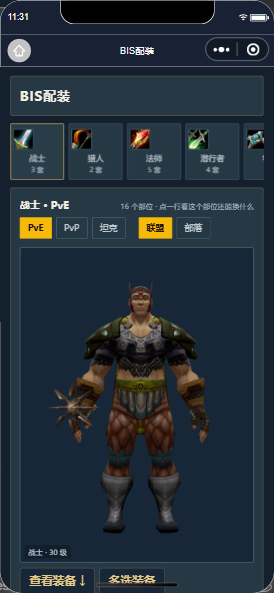 11:31
BIS配装
BIS配装
战士 猎人 法师 潜行者
3 套 2 套 5 套 4 套
战士 · PvE 16 个部位 · 点一行看这个部位还能换什么
PvE PvP 坦克 联盟 部落
战士 · 30 级
查看装备↓ 多选装备